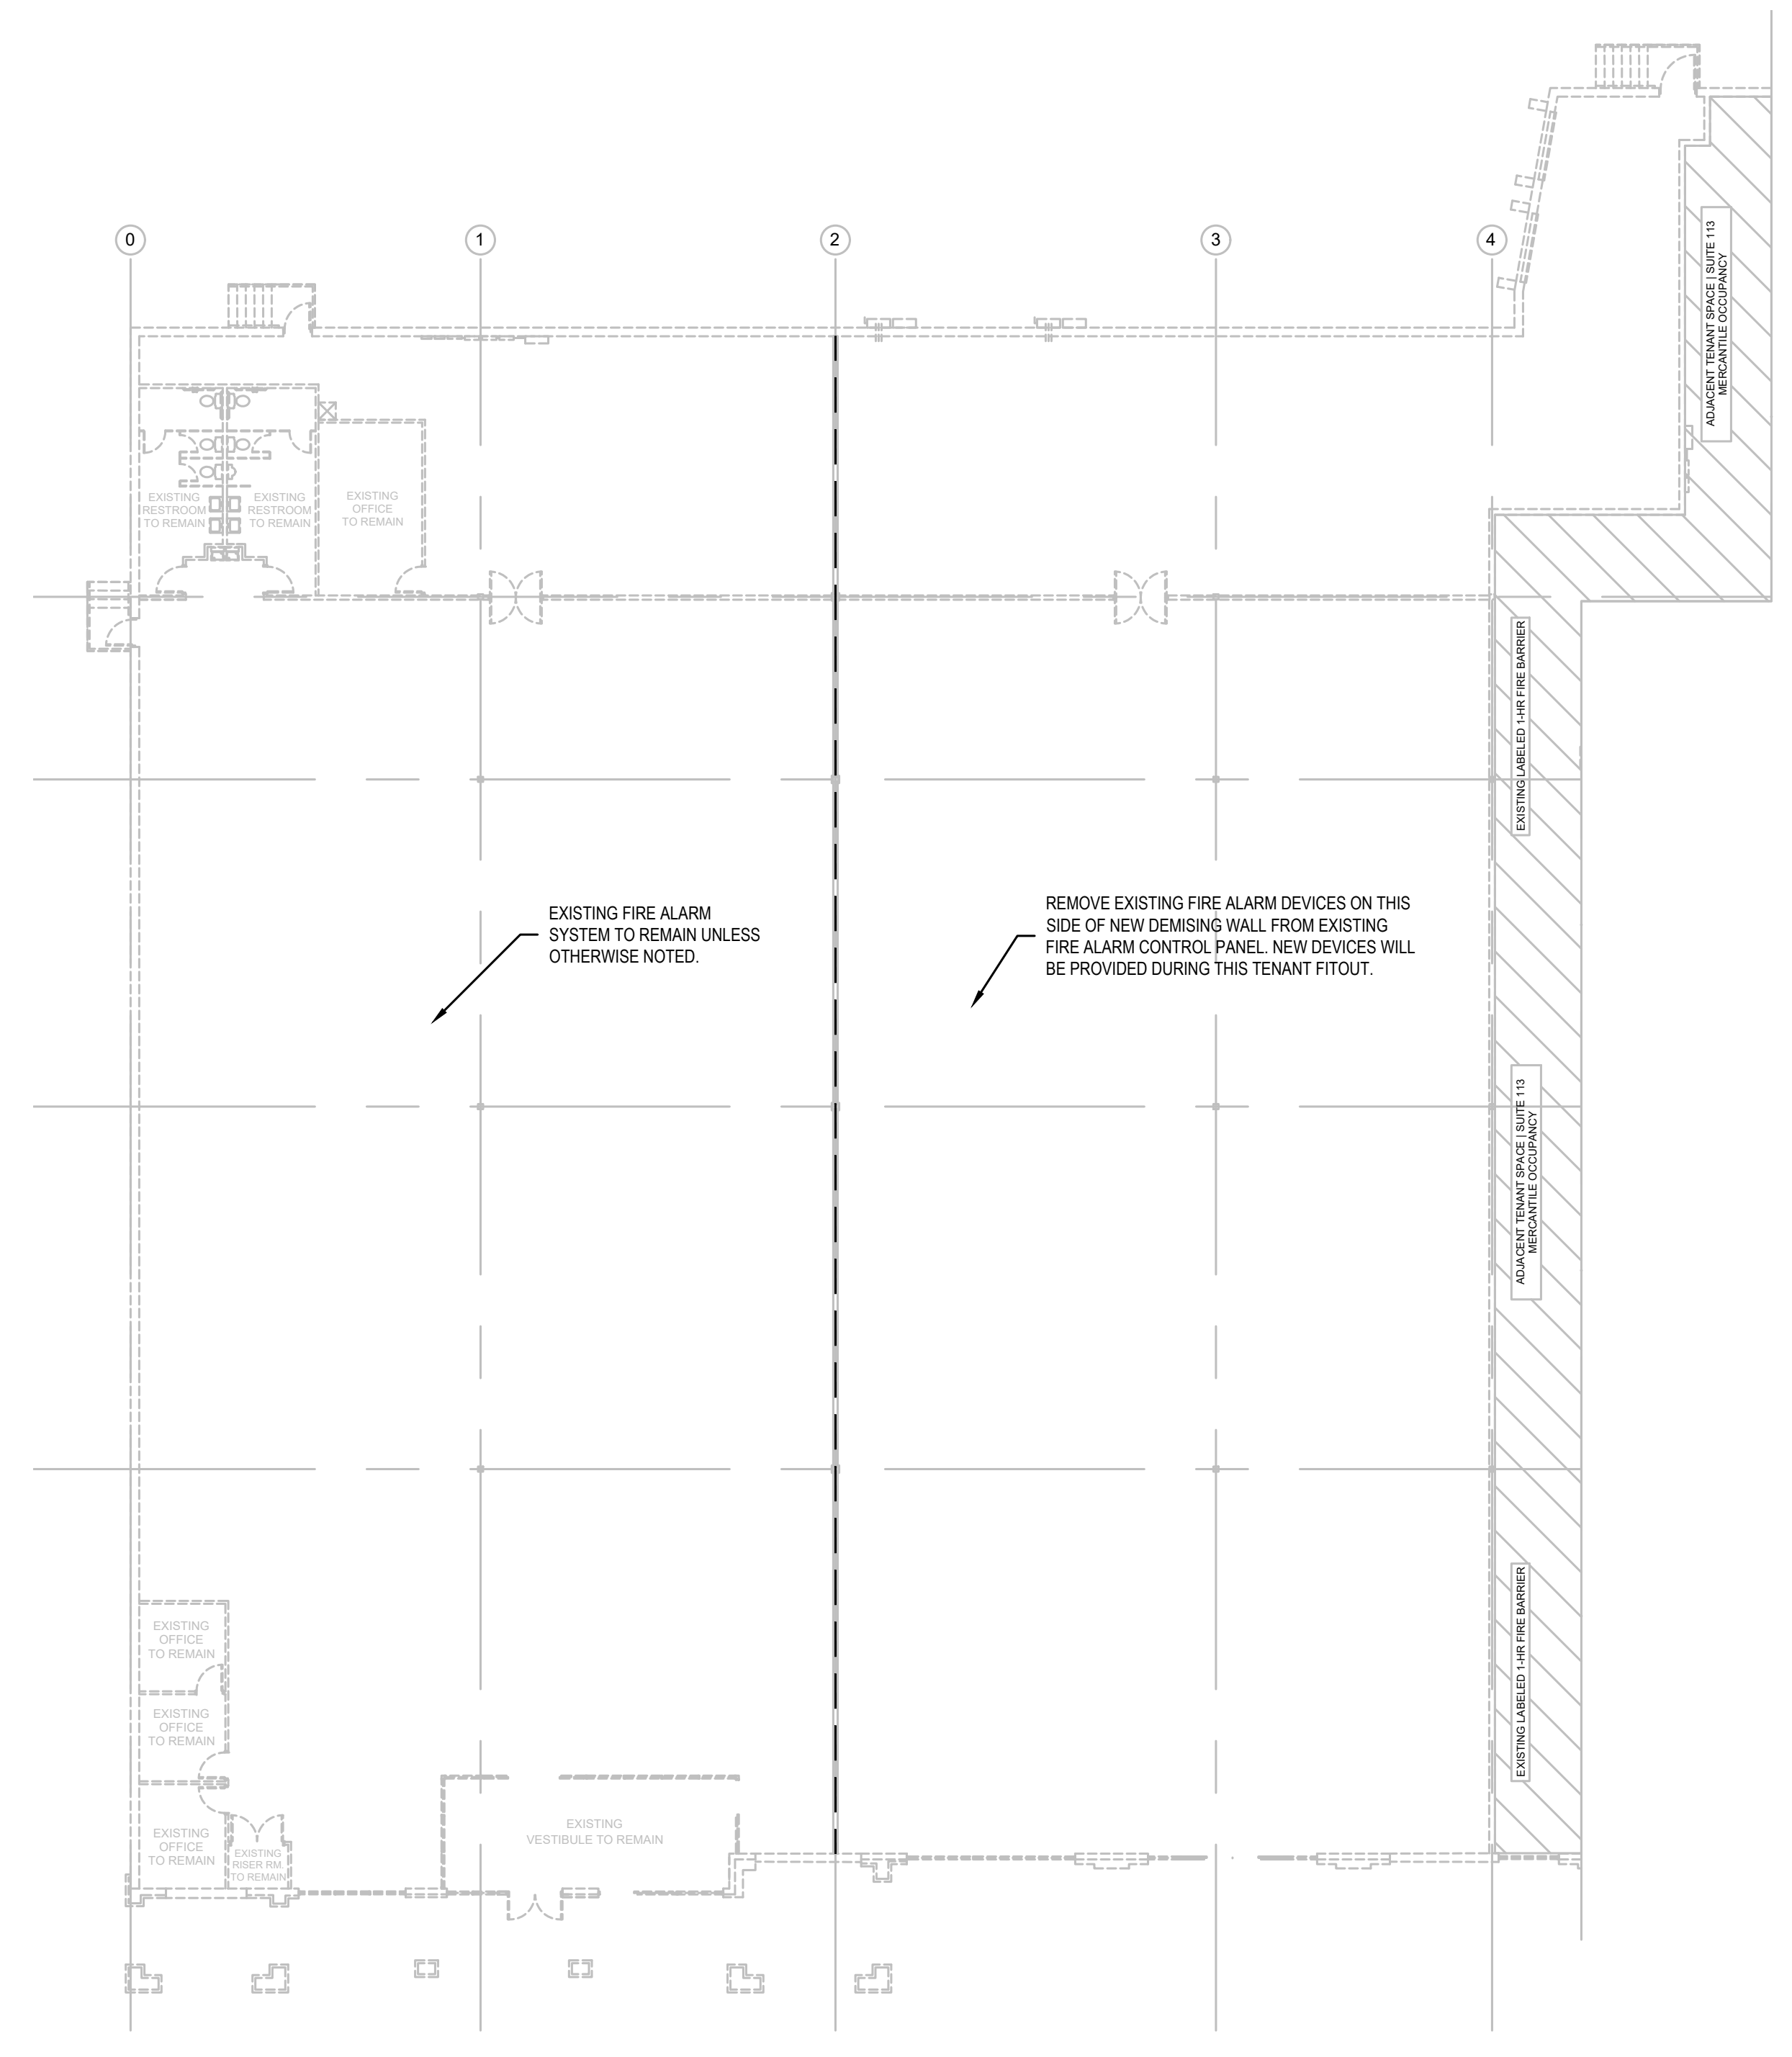 0
1
2
3
4
ADJACENT TENANT SPACE | SUITE 113
MERCANTILE OCCUPANCY
EXISTING
RESTROOM
TO REMAIN
EXISTING
RESTROOM
TO REMAIN
EXISTING
OFFICE
TO REMAIN
EXISTING LABELED 1-HR FIRE BARRIER
EXISTING FIRE ALARM
SYSTEM TO REMAIN UNLESS
OTHERWISE NOTED.
REMOVE EXISTING FIRE ALARM DEVICES ON THIS
SIDE OF NEW DEMISING WALL FROM EXISTING
FIRE ALARM CONTROL PANEL. NEW DEVICES WILL
BE PROVIDED DURING THIS TENANT FITOUT.
ADJACENT TENANT SPACE | SUITE 113
MERCANTILE OCCUPANCY
EXISTING LABELED 1-HR FIRE BARRIER
EXISTING
OFFICE
TO REMAIN
EXISTING
OFFICE
TO REMAIN
EXISTING
OFFICE
TO REMAIN
EXISTING
RISER RM.
TO REMAIN
EXISTING
VESTIBULE TO REMAIN